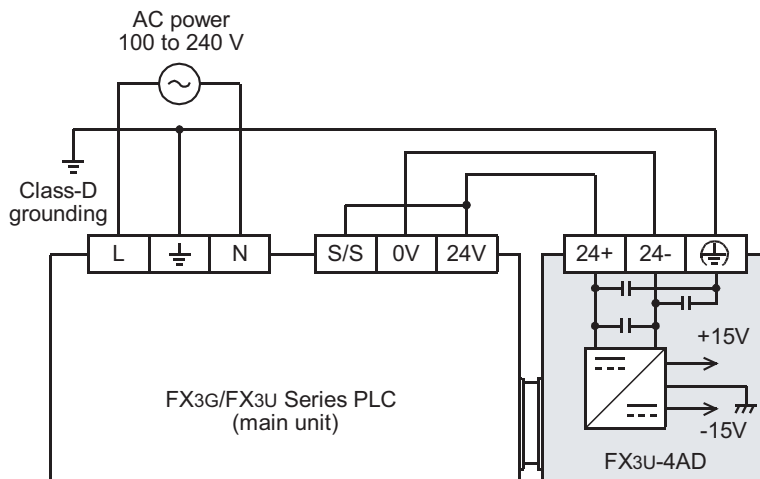 AC power
100 to 240 V
Class-D
grounding
L N S/S 0V 24V 24+ 24-
+15V
-15V
FX3G/FX3U Series PLC
(main unit)
FX3U-4AD